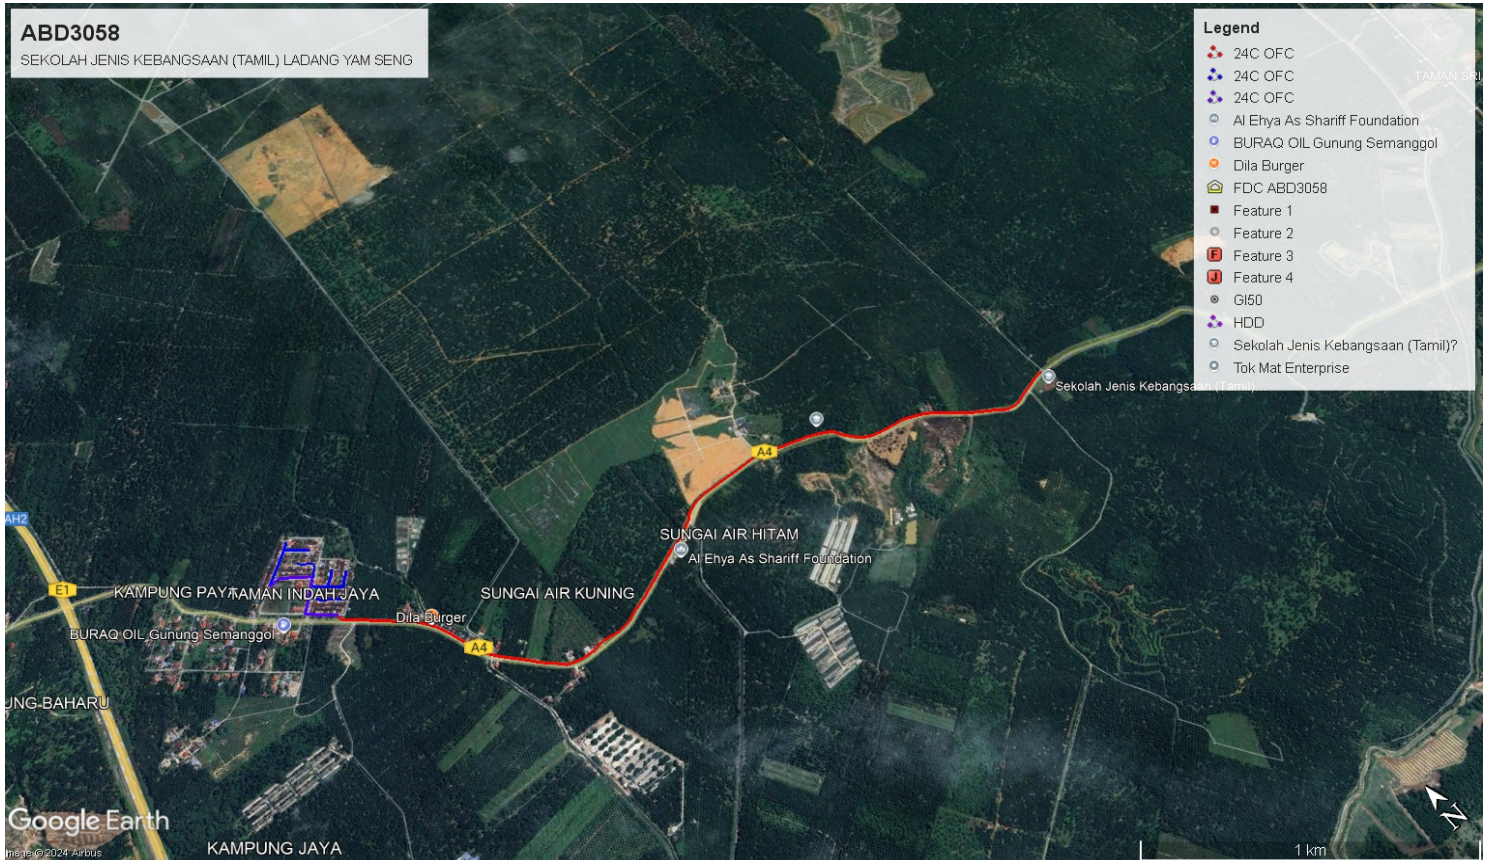 ABD3058
SEKOLAH JENIS KEBANGSAAN (TAMIL) LADANG YAM SENG
Legend
24C OFC
24C OFC
24C OFC
Al Ehya As Shariff Foundation
BURAQ OIL Gunung Semanggol
Dila Burger
FDC ABD3058
Feature 1
Feature 2
F Feature 3
J Feature 4
GI50
HDD
Sekolah Jenis Kebangsaan (Tamil)?
Tok Mat Enterprise
TAMAN SRI
Sekolah Jenis Kebangsaan (Tamil)...
A4
AH2
SUNGAI AIR HITAM
Al Ehya As Shariff Foundation
E1
KAMPUNG PAYA
TAMAN INDAH JAYA
SUNGAI AIR KUNING
Dila Burger
BURAQ OIL Gunung Semanggol
A4
UNG BAHARU
Google Earth
KAMPUNG JAYA
Image © 2024 Airbus
N
1 km